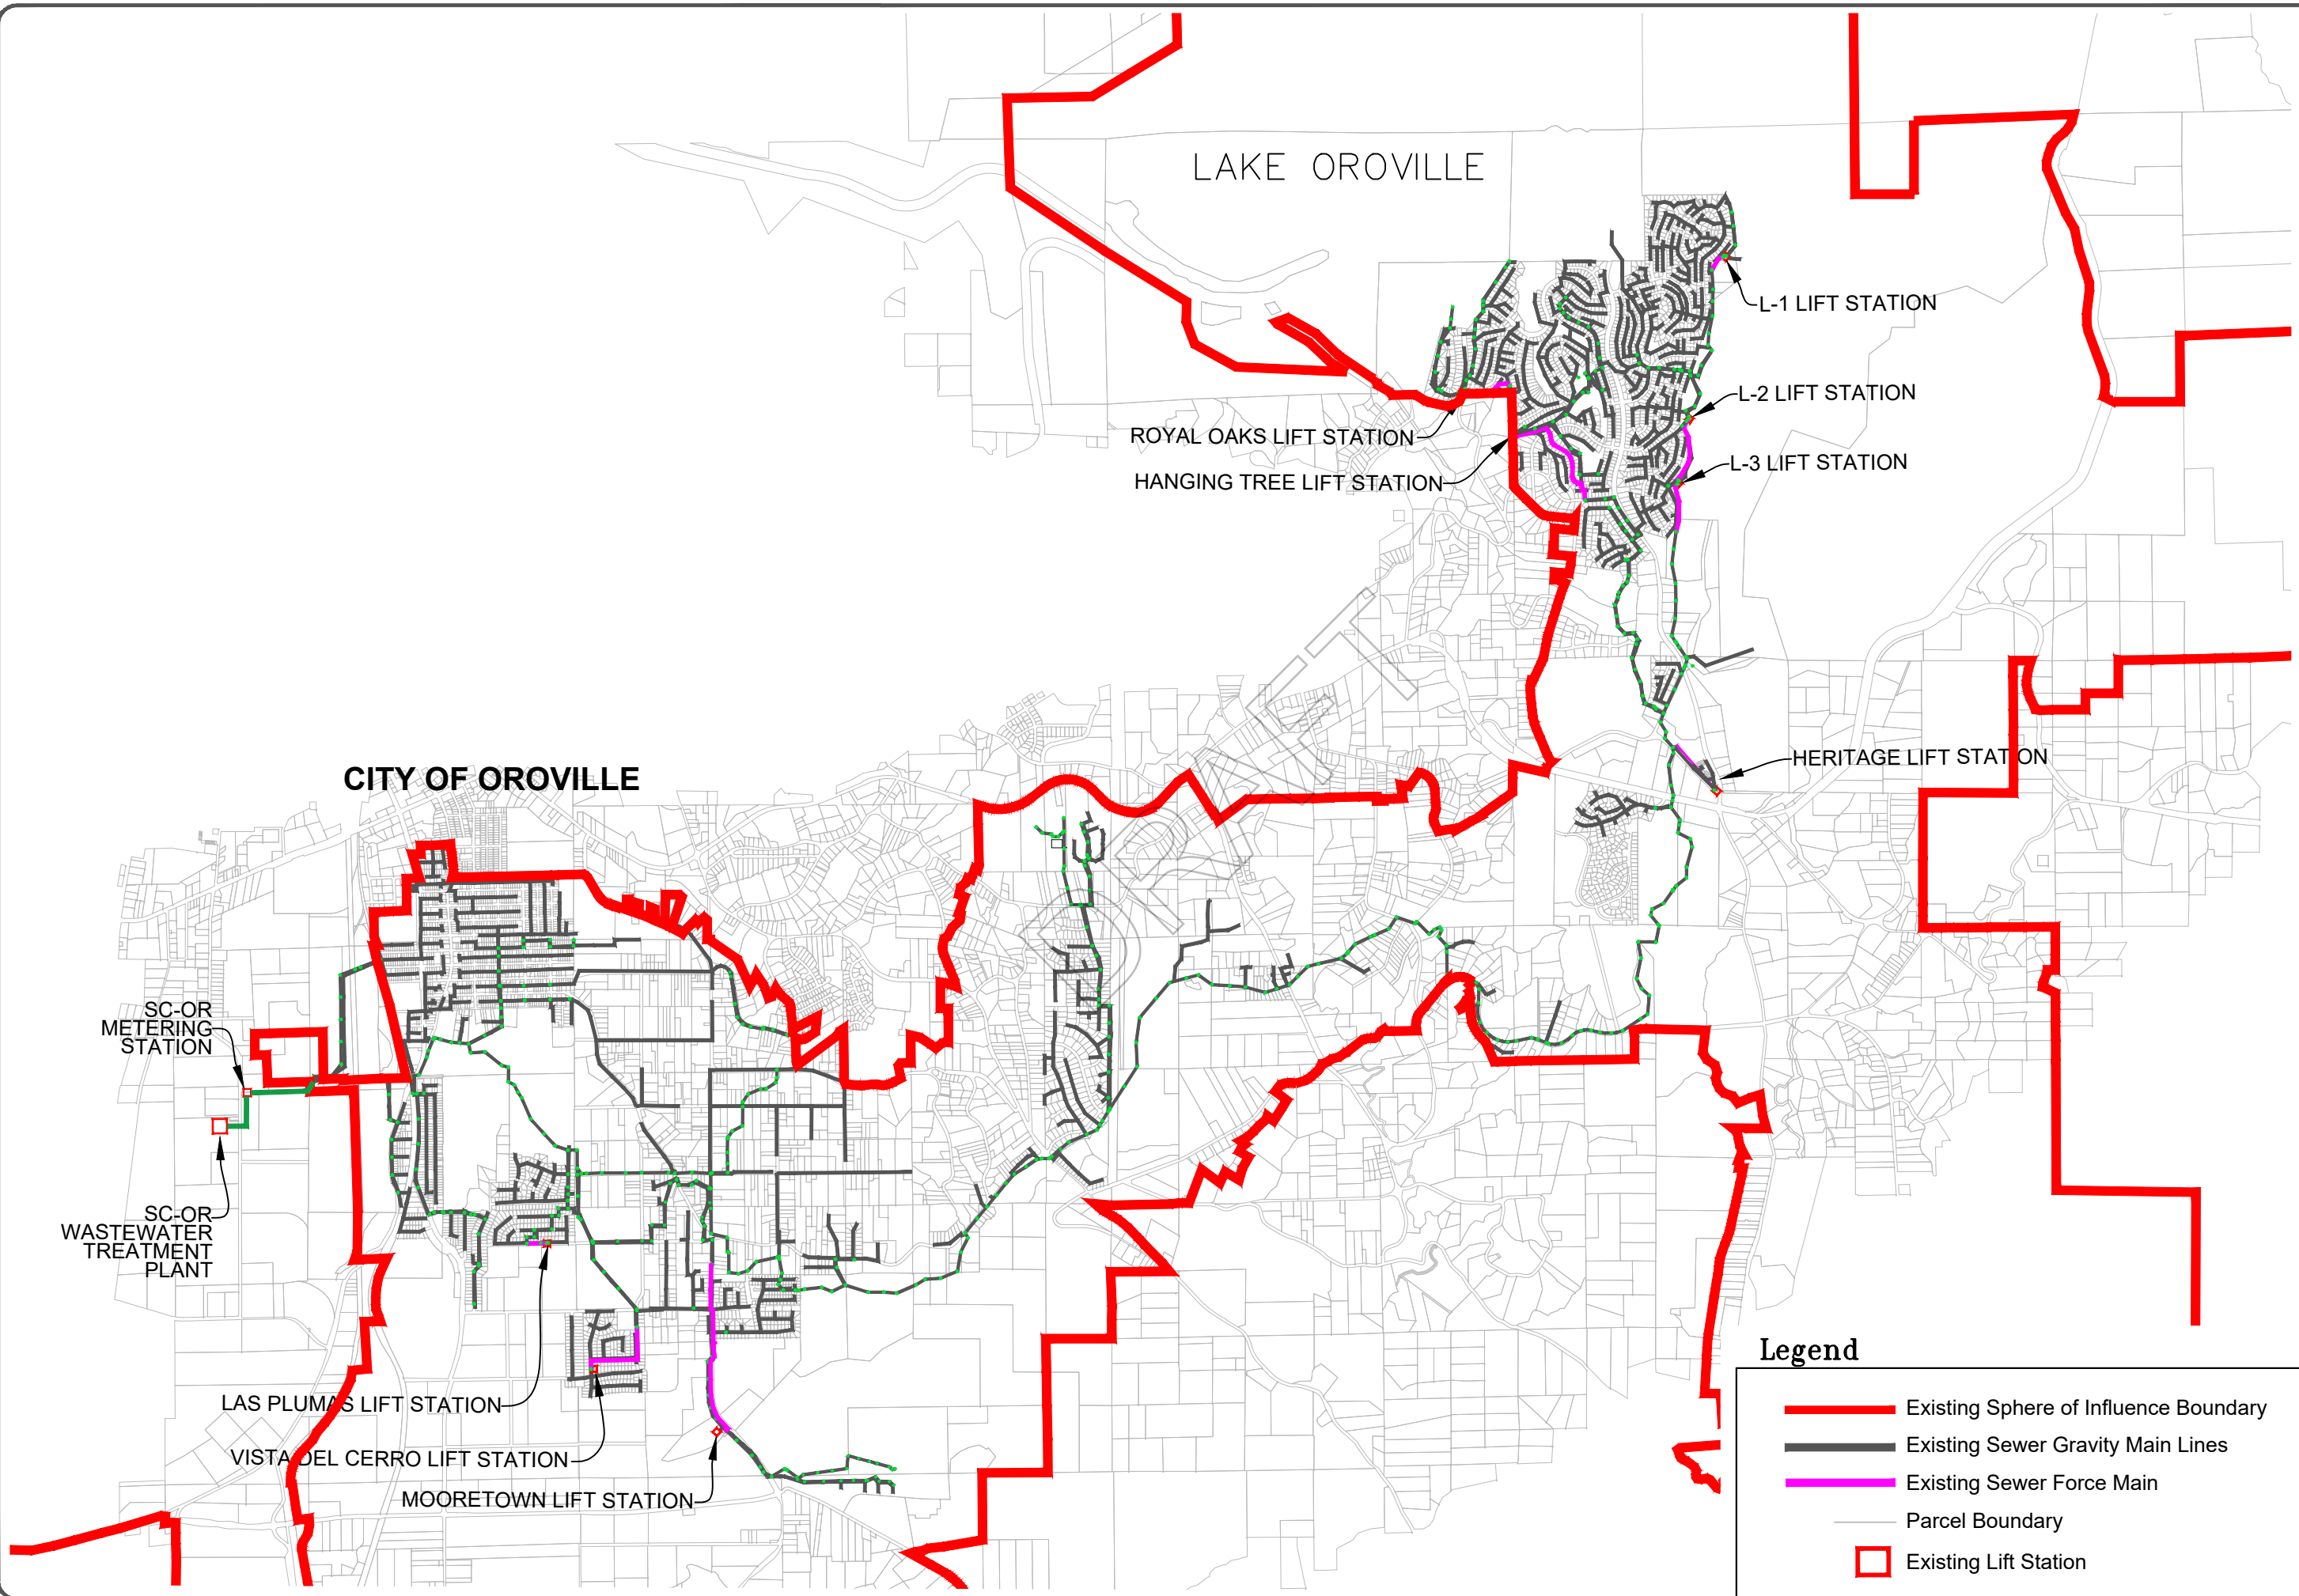 LAKE OROVILLE
L-1 LIFT STATION
L-2 LIFT STATION
ROYAL OAKS LIFT STATION
L-3 LIFT STATION
HANGING TREE LIFT STATION
DRAFT
HERITAGE LIFT STATION
CITY OF OROVILLE
SC-OR
METERING
STATION
SC-OR
WASTEWATER
TREATMENT
PLANT
LAS PLUMAS LIFT STATION
VISTA DEL CERRO LIFT STATION
MOORETOWN LIFT STATION
Legend
Existing Sphere of Influence Boundary
Existing Sewer Gravity Main Lines
Existing Sewer Force Main
Parcel Boundary
Existing Lift Station